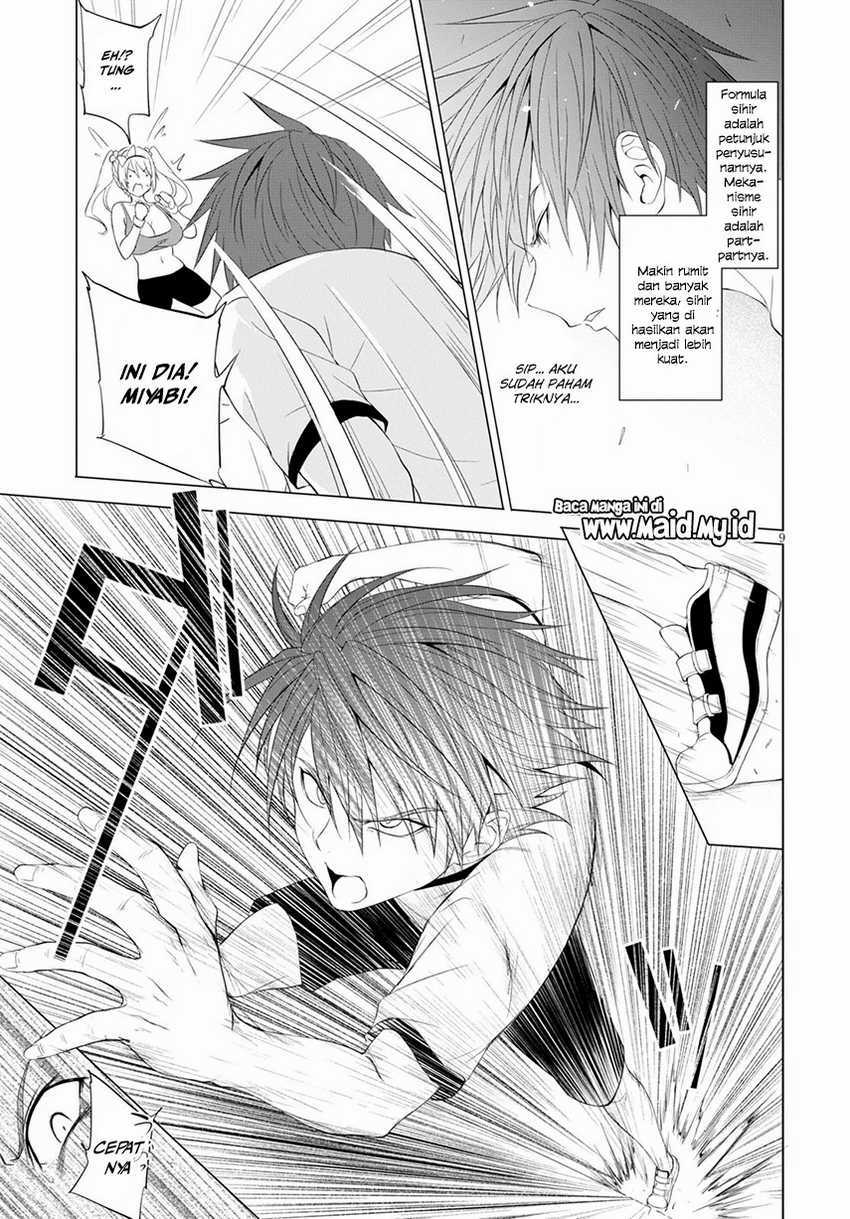 Formula
sihir
adalah
petunjuk
penyusu-
nannya.
Meka-
nisme
sihir
adalah
part-
partnya.
Makin rumit
dan banyak
mereka, sihir
yang di
hasilkan akan
menjadi lebih
kuat.
SIP... AKU
SUDAH PAHAM
TRIKNYA...
EH!?
TUNG
...
INI DIA!
MIYABI!
Baca Manga ini di
www.Maid.My.id
9
ダ
ッ
CEPAT
NYA